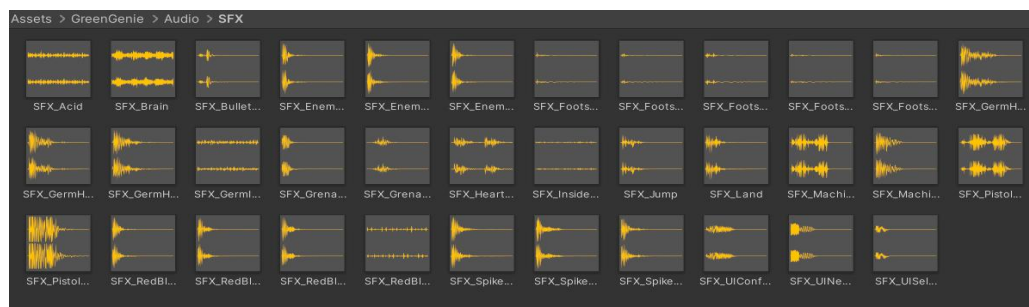 Assets > GreenGenie > Audio > SFX
SFX_Acid SFX_Brain SFX_Bullet... SFX_Enem... SFX_Enem... SFX_Enem... SFX_Foots... SFX_Foots... SFX_Foots... SFX_Foots... SFX_Foots... SFX_GermH...
SFX_GermH... SFX_GermH... SFX_GermI... SFX_Grena... SFX_Grena... SFX_Heart... SFX_Inside... SFX_Jump SFX_Land SFX_Machi... SFX_Machi... SFX_Pistol...
SFX_Pistol... SFX_RedBl... SFX_RedBl... SFX_RedBl... SFX_RedBl... SFX_Spike... SFX_Spike... SFX_Spike... SFX_UIConf... SFX_UINe... SFX_UISel...